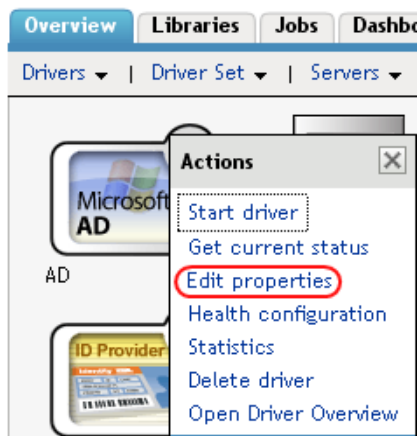 Overview Libraries Jobs Dashbo
Drivers | Driver Set | Servers
Actions
Microsoft
AD
Start driver
Get current status
AD
Edit properties
Health configuration
ID Provider
Statistics
Delete driver
Open Driver Overview